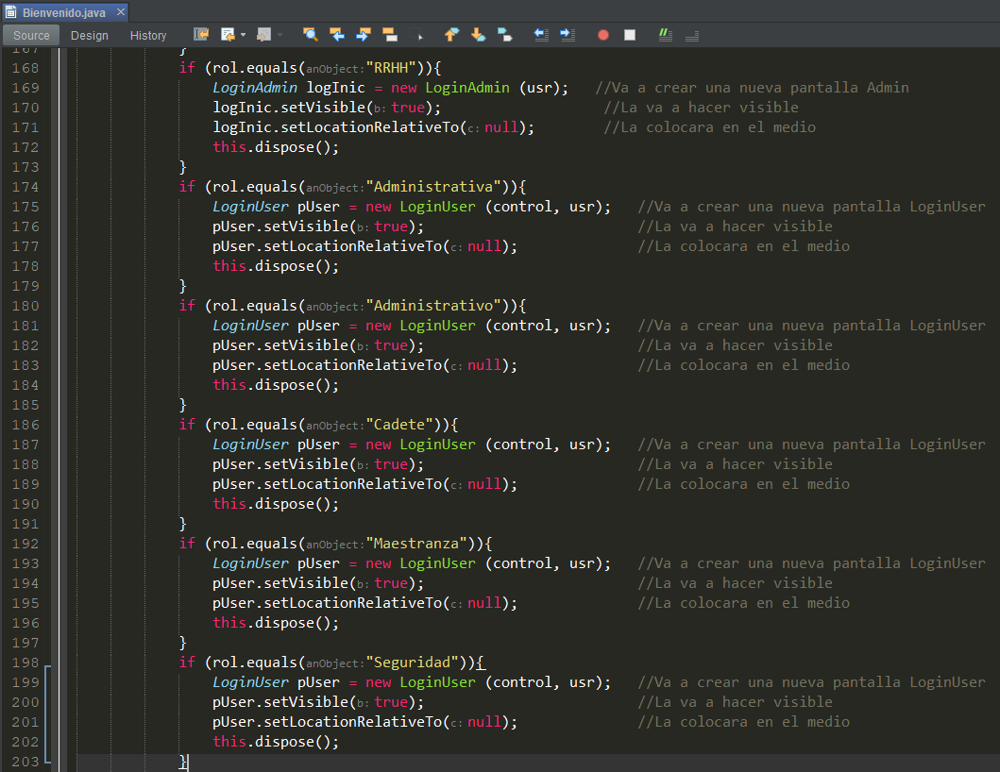 Bienvenido.java ×
Source Design History
167 }
168 if (rol.equals(anObject:"RRHH")){
169 LoginAdmin logInic = new LoginAdmin (usr); //Va a crear una nueva pantalla Admin
170 logInic.setVisible(b:true); //La va a hacer visible
171 logInic.setLocationRelativeTo(c:null); //La colocara en el medio
172 this.dispose();
173 }
174 if (rol.equals(anObject:"Administrativa")){
175 LoginUser pUser = new LoginUser (control, usr); //Va a crear una nueva pantalla LoginUser
176 pUser.setVisible(b:true); //La va a hacer visible
177 pUser.setLocationRelativeTo(c:null); //La colocara en el medio
178 this.dispose();
179 }
180 if (rol.equals(anObject:"Administrativo")){
181 LoginUser pUser = new LoginUser (control, usr); //Va a crear una nueva pantalla LoginUser
182 pUser.setVisible(b:true); //La va a hacer visible
183 pUser.setLocationRelativeTo(c:null); //La colocara en el medio
184 this.dispose();
185 }
186 if (rol.equals(anObject:"Cadete")){
187 LoginUser pUser = new LoginUser (control, usr); //Va a crear una nueva pantalla LoginUser
188 pUser.setVisible(b:true); //La va a hacer visible
189 pUser.setLocationRelativeTo(c:null); //La colocara en el medio
190 this.dispose();
191 }
192 if (rol.equals(anObject:"Maestranza")){
193 LoginUser pUser = new LoginUser (control, usr); //Va a crear una nueva pantalla LoginUser
194 pUser.setVisible(b:true); //La va a hacer visible
195 pUser.setLocationRelativeTo(c:null); //La colocara en el medio
196 this.dispose();
197 }
198 if (rol.equals(anObject:"Seguridad")){
199 LoginUser pUser = new LoginUser (control, usr); //Va a crear una nueva pantalla LoginUser
200 pUser.setVisible(b:true); //La va a hacer visible
201 pUser.setLocationRelativeTo(c:null); //La colocara en el medio
202 this.dispose();
203 }